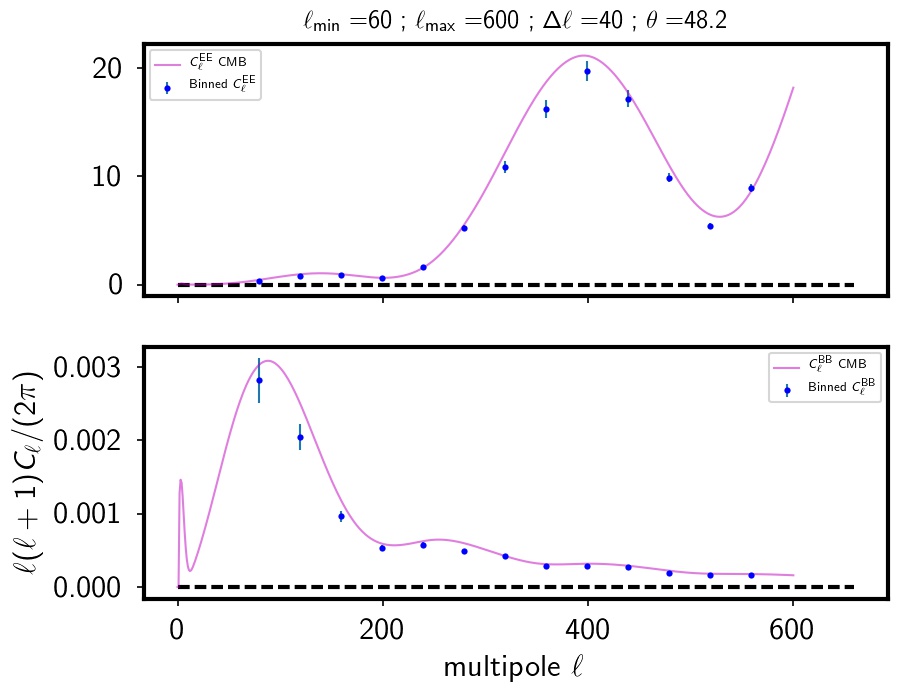 ℓ_min =60 ; ℓ_max =600 ; Δℓ =40 ; θ =48.2
C_ℓ^EE CMB
Binned C_ℓ^EE
20
10
0
C_ℓ^BB CMB
Binned C_ℓ^BB
ℓ(ℓ + 1)C_ℓ/(2π)
0.003
0.002
0.001
0.000
0 200 400 600
multipole ℓ